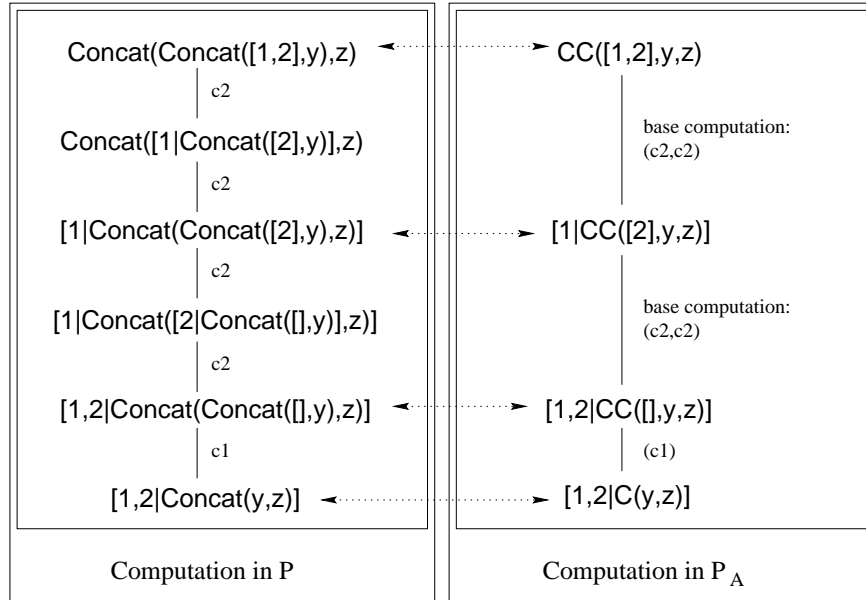 Concat(Concat([1,2],y),z)
c2
Concat([1|Concat([2],y)],z)
c2
[1|Concat(Concat([2],y),z)]
c2
[1|Concat([2|Concat([],y)],z)]
c2
[1,2|Concat(Concat([],y),z)]
c1
[1,2|Concat(y,z)]
Computation in P
CC([1,2],y,z)
base computation:
(c2,c2)
[1|CC([2],y,z)]
base computation:
(c2,c2)
[1,2|CC([],y,z)]
(c1)
[1,2|C(y,z)]
Computation in P A